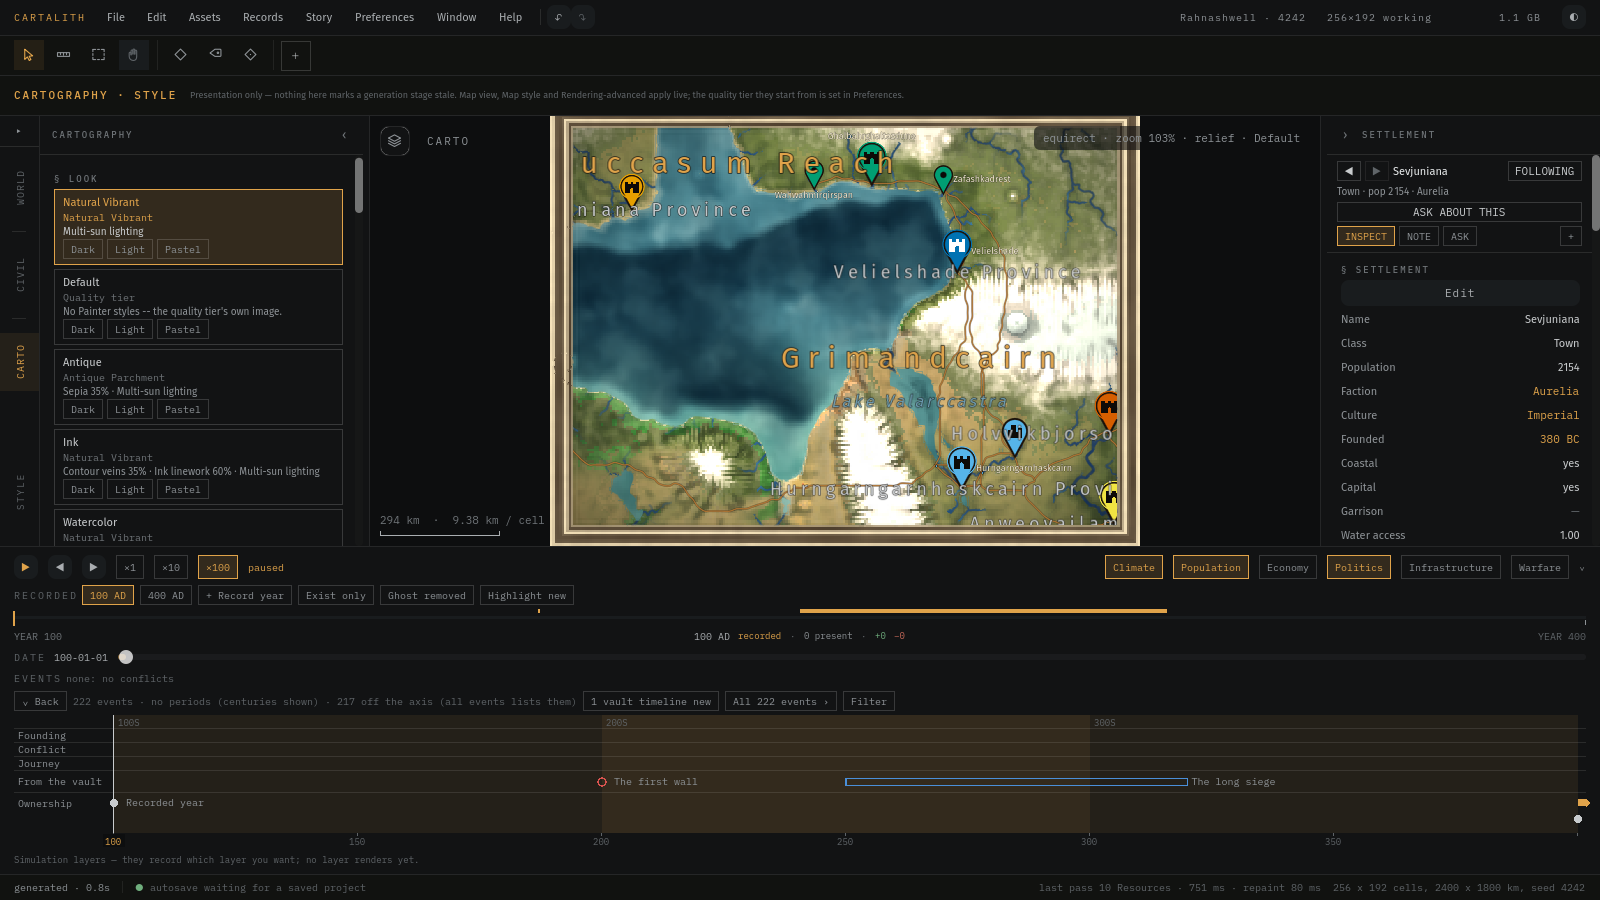 CARTALITH File Edit Assets Records Story Preferences Window Help Rahnashwell · 4242 256×192 working 1.1 GB
CARTOGRAPHY · STYLE Presentation only — nothing here marks a generation stage stale. Map view, Map style and Rendering-advanced apply live; the quality tier they start from is set in Preferences.
WORLD
CIVIL
CARTO
STYLE
CARTOGRAPHY
§ LOOK
Natural Vibrant
Natural Vibrant
Multi-sun lighting
Dark Light Pastel
Default
Quality tier
No Painter styles -- the quality tier's own image.
Dark Light Pastel
Antique
Antique Parchment
Sepia 35% · Multi-sun lighting
Dark Light Pastel
Ink
Natural Vibrant
Contour veins 35% · Ink linework 60% · Multi-sun lighting
Dark Light Pastel
Watercolor
Natural Vibrant
CARTO
equirect · zoom 103% · relief · Default
uccasum Reach
Zafashkadrest
niana Province
Velielshade
Velielshade Province
Grimandcairn
Lake Valarccastra
Hurngarngarnhaskcairn
Hurngarngarnhaskcairn Prov
Anweovailam
294 km · 9.38 km / cell
SETTLEMENT
Sevjuniana FOLLOWING
Town · pop 2154 · Aurelia
ASK ABOUT THIS
INSPECT NOTE ASK +
§ SETTLEMENT
Edit
Name Sevjuniana
Class Town
Population 2154
Faction Aurelia
Culture Imperial
Founded 380 BC
Coastal yes
Capital yes
Garrison —
Water access 1.00
×1 ×10 ×100 paused Climate Population Economy Politics Infrastructure Warfare
RECORDED 100 AD 400 AD + Record year Exist only Ghost removed Highlight new
YEAR 100 100 AD recorded · 0 present · +0 −0 YEAR 400
DATE 100-01-01
EVENTS none: no conflicts
Back 222 events · no periods (centuries shown) · 217 off the axis (all events lists them) 1 vault timeline new All 222 events › Filter
100S 200S 300S
Founding
Conflict
Journey
From the vault The first wall The long siege
Ownership Recorded year
100 150 200 250 300 350
Simulation layers — they record which layer you want; no layer renders yet.
generated · 0.8s autosave waiting for a saved project last pass 10 Resources · 751 ms · repaint 80 ms 256 x 192 cells, 2400 x 1800 km, seed 4242